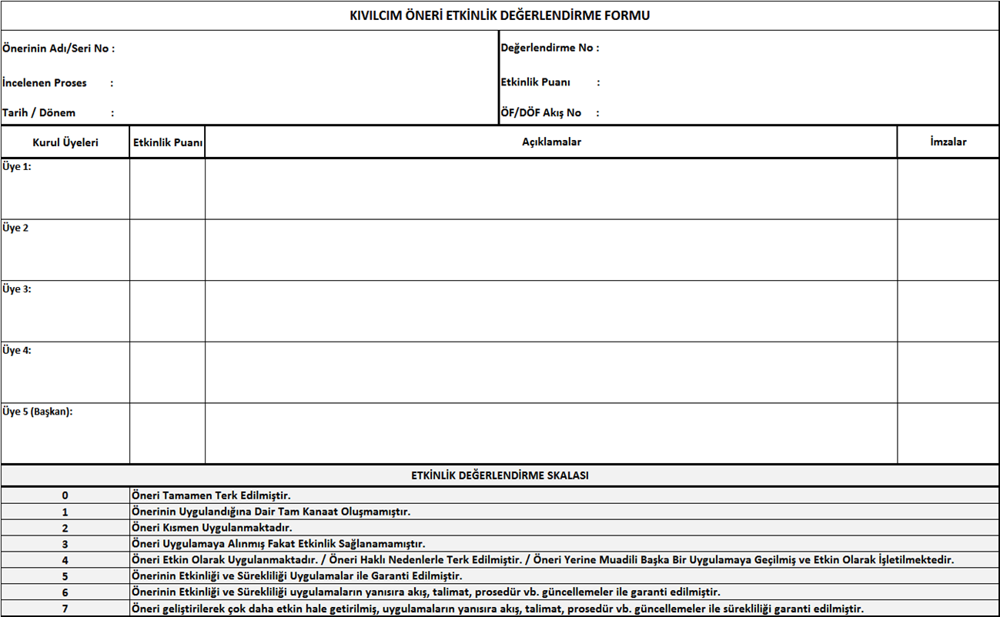 KIVILCIM ÖNERİ ETKİNLİK DEĞERLENDİRME FORMU
Önerinin Adı/Seri No :
Değerlendirme No :
İncelenen Proses :
Etkinlik Puanı :
Tarih / Dönem :
ÖF/DÖF Akış No :
Kurul Üyeleri
Etkinlik Puanı
Açıklamalar
İmzalar
Üye 1:
Üye 2
Üye 3:
Üye 4:
Üye 5 (Başkan):
ETKİNLİK DEĞERLENDİRME SKALASI
0 Öneri Tamamen Terk Edilmiştir.
1 Önerinin Uygulandığına Dair Tam Kanaat Oluşmamıştır.
2 Öneri Kısmen Uygulanmaktadır.
3 Öneri Uygulamaya Alınmış Fakat Etkinlik Sağlanamamıştır.
4 Öneri Etkin Olarak Uygulanmaktadır. / Öneri Haklı Nedenlerle Terk Edilmiştir. / Öneri Yerine Muadili Başka Bir Uygulamaya Geçilmiş ve Etkin Olarak İşletilmektedir.
5 Önerinin Etkinliği ve Sürekliliği Uygulamalar ile Garanti Edilmiştir.
6 Önerinin Etkinliği ve Sürekliliği uygulamaların yanısıra akış, talimat, prosedür vb. güncellemeler ile garanti edilmiştir.
7 Öneri geliştirilerek çok daha etkin hale getirilmiş, uygulamaların yanısıra akış, talimat, prosedür vb. güncellemeler ile sürekliliği garanti edilmiştir.